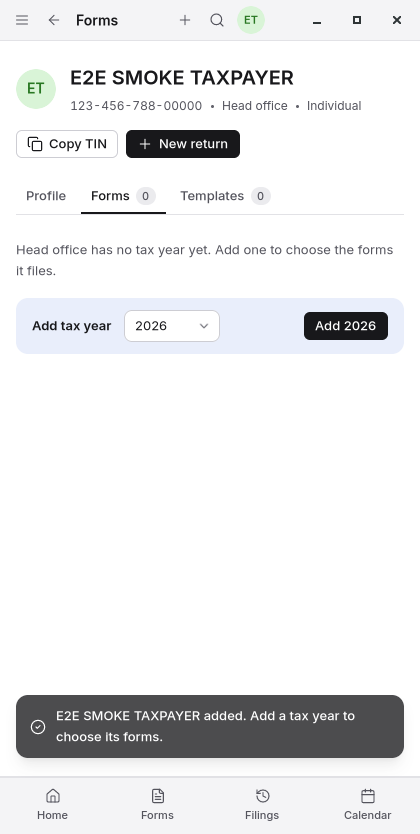 Forms
ET
ET
E2E SMOKE TAXPAYER
123-456-788-00000 • Head office • Individual
Copy TIN
New return
Profile
Forms 0
Templates 0
Head office has no tax year yet. Add one to choose the forms
it files.
Add tax year
2026
Add 2026
E2E SMOKE TAXPAYER added. Add a tax year to
choose its forms.
Home
Forms
Filings
Calendar